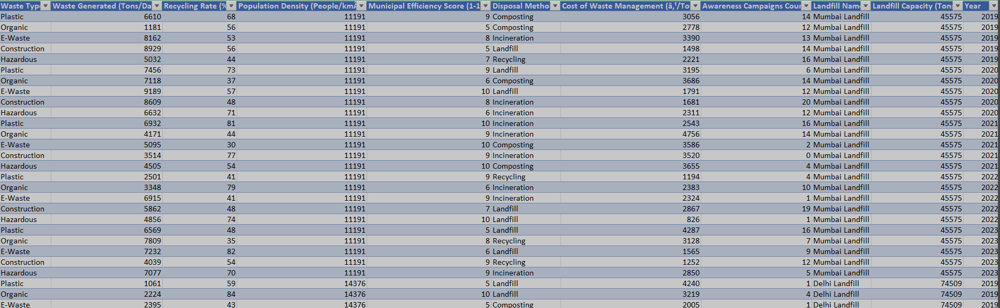 Waste Typ Waste Generated (Tons/Da Recycling Rate (% Population Density (People/kmÂ Municipal Efficiency Score (1-1 Disposal Metho Cost of Waste Management (â‚¹/To Awareness Campaigns Cour Landfill Nam Landfill Capacity (Ton Year
Plastic 6610 68 11191 9 Composting 3056 14 Mumbai Landfill 45575 2019
Organic 1181 56 11191 5 Composting 2778 12 Mumbai Landfill 45575 2019
E-Waste 8162 53 11191 8 Incineration 3390 13 Mumbai Landfill 45575 2019
Construction 8929 56 11191 5 Landfill 1498 14 Mumbai Landfill 45575 2019
Hazardous 5032 44 11191 7 Recycling 2221 16 Mumbai Landfill 45575 2019
Plastic 7456 73 11191 9 Landfill 3195 6 Mumbai Landfill 45575 2020
Organic 7118 37 11191 6 Composting 3686 14 Mumbai Landfill 45575 2020
E-Waste 9189 57 11191 10 Landfill 1791 12 Mumbai Landfill 45575 2020
Construction 8609 48 11191 8 Incineration 1681 20 Mumbai Landfill 45575 2020
Hazardous 6632 71 11191 6 Incineration 2311 12 Mumbai Landfill 45575 2020
Plastic 6932 81 11191 10 Incineration 2543 16 Mumbai Landfill 45575 2021
Organic 4171 44 11191 9 Incineration 4756 14 Mumbai Landfill 45575 2021
E-Waste 5095 30 11191 10 Composting 3586 2 Mumbai Landfill 45575 2021
Construction 3514 77 11191 9 Incineration 3520 0 Mumbai Landfill 45575 2021
Hazardous 4505 54 11191 10 Composting 3655 4 Mumbai Landfill 45575 2021
Plastic 2501 41 11191 9 Recycling 1194 4 Mumbai Landfill 45575 2022
Organic 3348 79 11191 6 Incineration 2383 10 Mumbai Landfill 45575 2022
E-Waste 6915 41 11191 9 Incineration 2324 1 Mumbai Landfill 45575 2022
Construction 5862 48 11191 7 Landfill 2867 19 Mumbai Landfill 45575 2022
Hazardous 4856 74 11191 10 Landfill 826 1 Mumbai Landfill 45575 2022
Plastic 6569 48 11191 5 Landfill 4287 16 Mumbai Landfill 45575 2023
Organic 7809 35 11191 8 Recycling 3128 7 Mumbai Landfill 45575 2023
E-Waste 7232 82 11191 6 Landfill 1565 9 Mumbai Landfill 45575 2023
Construction 4039 54 11191 9 Recycling 1252 12 Mumbai Landfill 45575 2023
Hazardous 7077 70 11191 9 Incineration 2850 5 Mumbai Landfill 45575 2023
Plastic 1061 59 14376 5 Landfill 4240 1 Delhi Landfill 74509 2019
Organic 2224 84 14376 10 Landfill 3219 4 Delhi Landfill 74509 2019
E-Waste 2395 43 14376 5 Composting 2005 1 Delhi Landfill 74509 2019